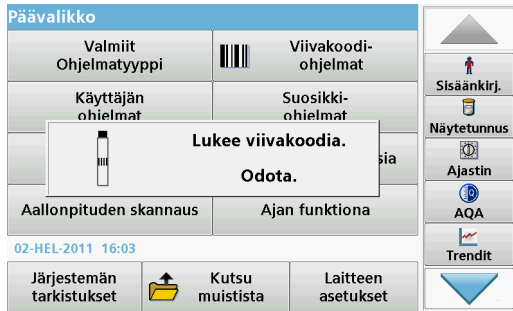 Päävalikko
Valmiit
Ohjelmatyyppi
Viivakoodi-
ohjelmat
Käyttäjän
ohjelmat
Suosikki-
ohjelmat
Lukee viivakoodia.
Odota.
sia
Aallonpituden skannaus
Ajan funktiona
02-HEL-2011 16:03
Järjestemän
tarkistukset
Kutsu
muistista
Laitteen
asetukset
Sisäänkirj.
Näytetunnus
Ajastin
AQA
Trendit